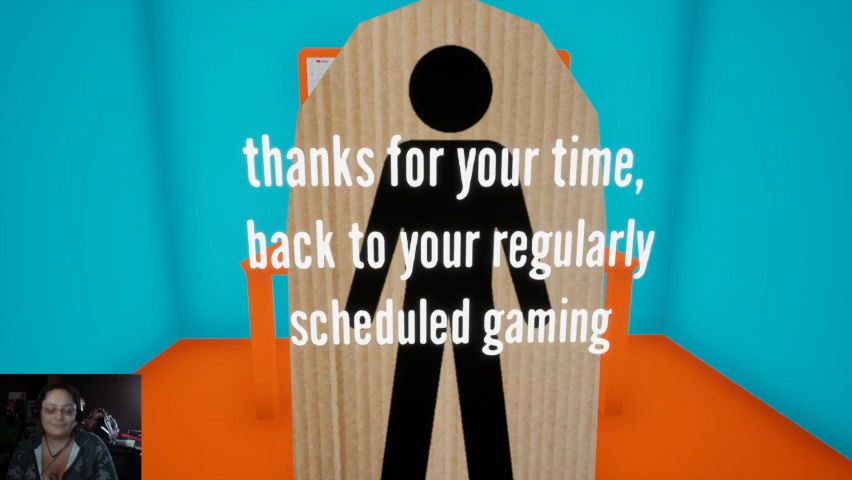 thanks for your time,
back to your regularly
scheduled gaming